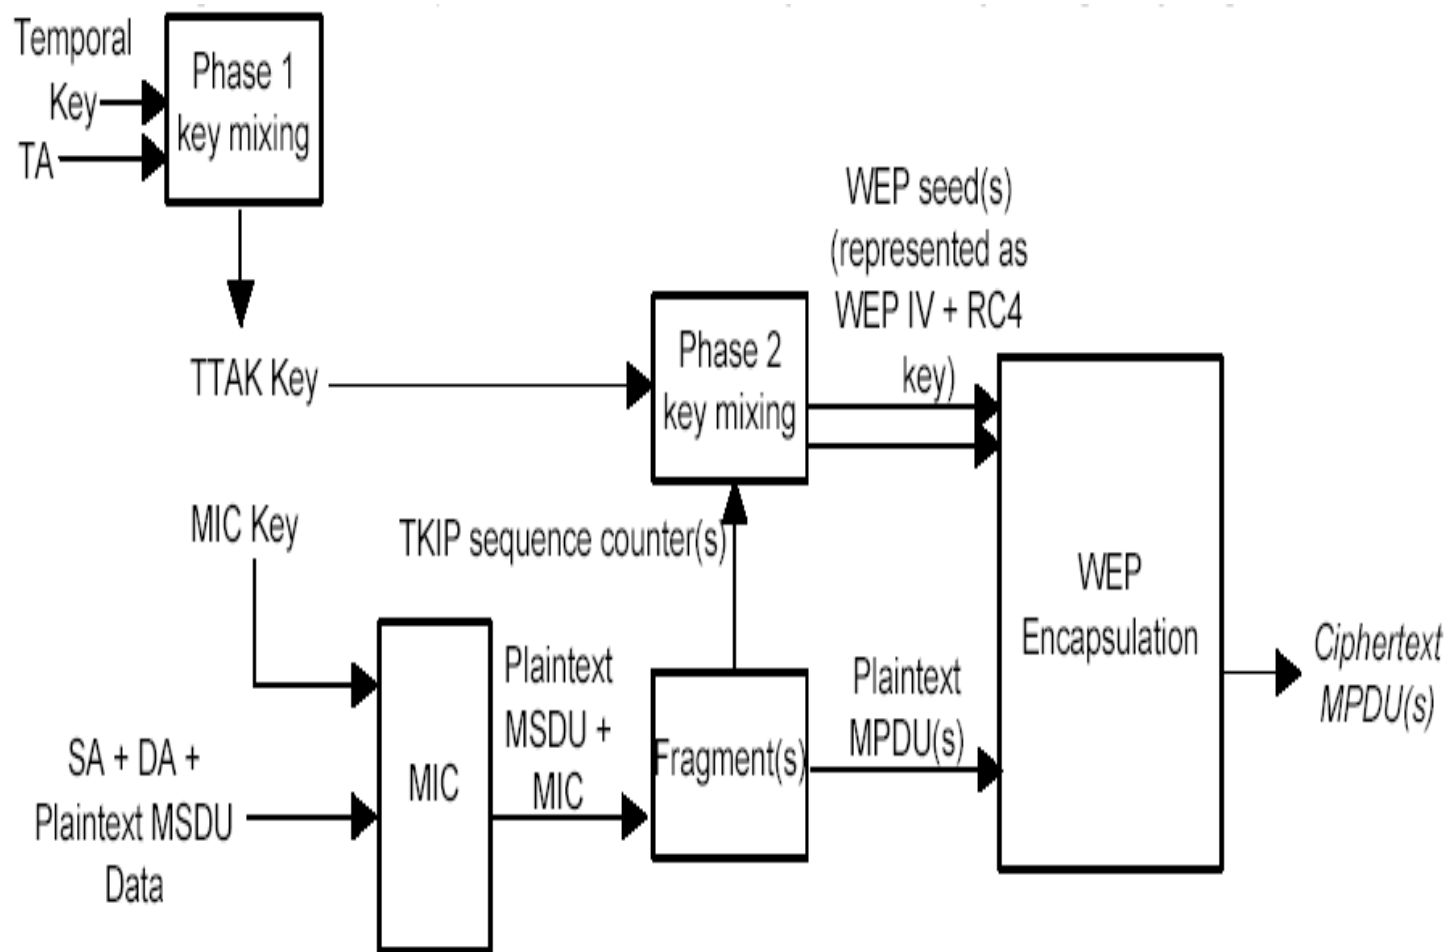 Temporal
Key
TA
Phase 1
key mixing
TTAK Key
WEP seed(s)
(represented as
WEP IV + RC4
key)
Phase 2
key mixing
MIC Key
TKIP sequence counter(s)
WEP
Encapsulation
Ciphertext
MPDU(s)
Plaintext
MSDU +
MIC
Plaintext
MPDU(s)
Fragment(s)
MIC
SA + DA +
Plaintext MSDU
Data